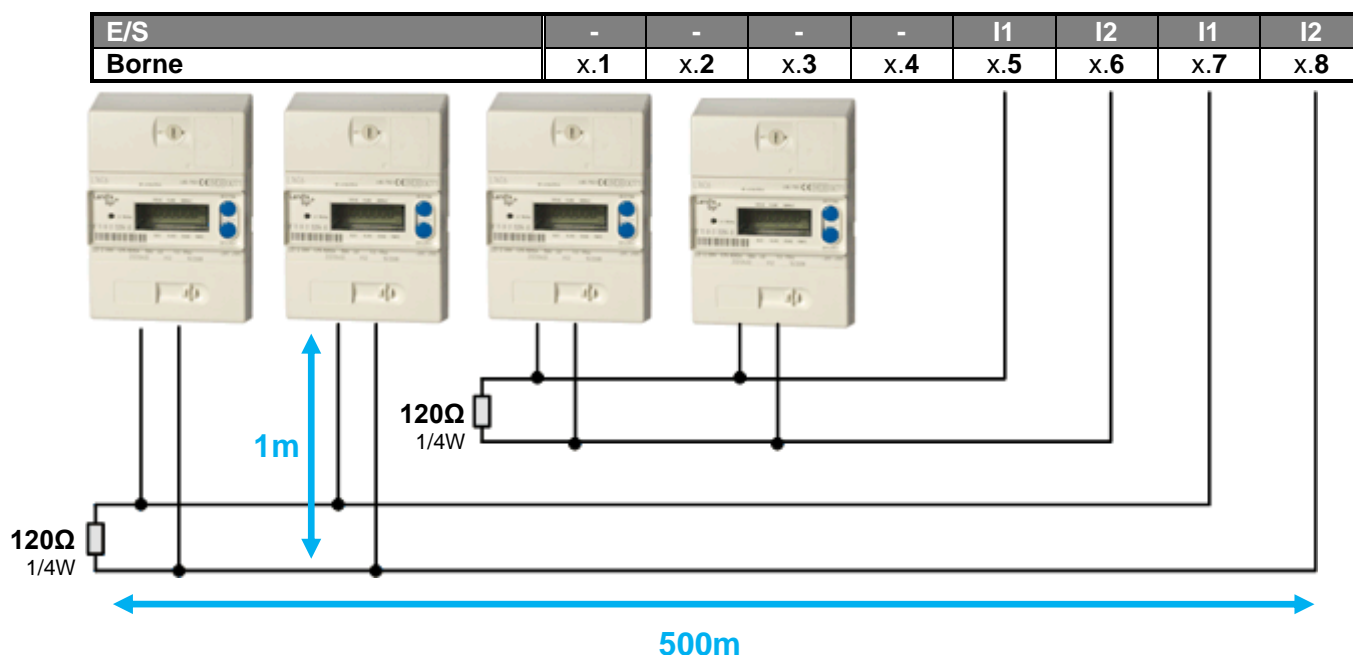 E/S - - - - I1 I2 I1 I2
Borne x.1 x.2 x.3 x.4 x.5 x.6 x.7 x.8
120Ω
1/4W
1m
120Ω
1/4W
500m